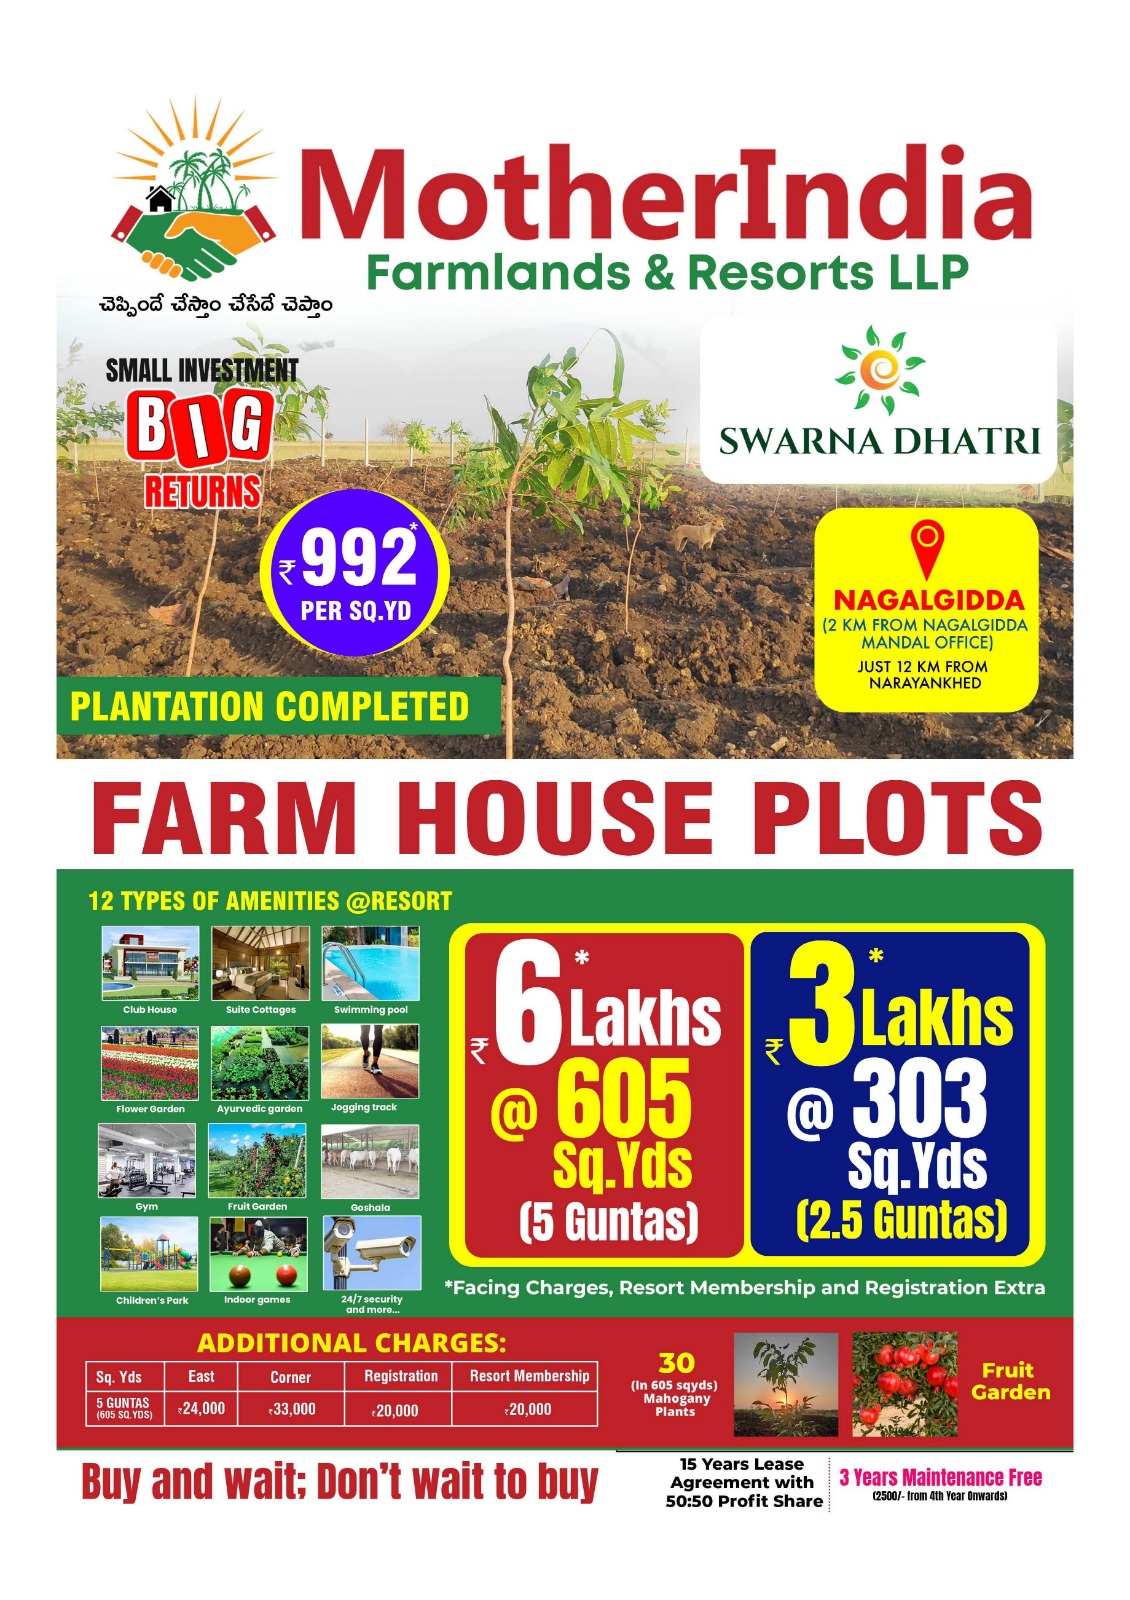 MotherIndia
Farmlands & Resorts LLP
చెప్పిందే చేస్తాం చేసేదే చెప్తాం
SMALL INVESTMENT
BIG
RETURNS
SWARNA DHATRI
₹992*
PER SQ.YD
NAGALGIDDA
(2 KM FROM NAGALGIDDA
MANDAL OFFICE)
JUST 12 KM FROM
NARAYANKHED
PLANTATION COMPLETED
FARM HOUSE PLOTS
12 TYPES OF AMENITIES @RESORT
Club House
Suite Cottages
Swimming pool
Flower Garden
Ayurvedic garden
Jogging track
Gym
Fruit Garden
Goshala
Children's Park
Indoor games
24/7 security
and more...
₹6* Lakhs
@ 605
Sq.Yds
(5 Guntas)
₹3* Lakhs
@ 303
Sq.Yds
(2.5 Guntas)
*Facing Charges, Resort Membership and Registration Extra
ADDITIONAL CHARGES:
Sq. Yds East Corner Registration Resort Membership
5 GUNTAS
(605 SQ.YDS)
₹24,000 ₹33,000 ₹20,000 ₹20,000
30
(In 605 sqyds)
Mahogany
Plants
Fruit
Garden
Buy and wait; Don't wait to buy
15 Years Lease
Agreement with
50:50 Profit Share
3 Years Maintenance Free
(2500/- from 4th Year Onwards)